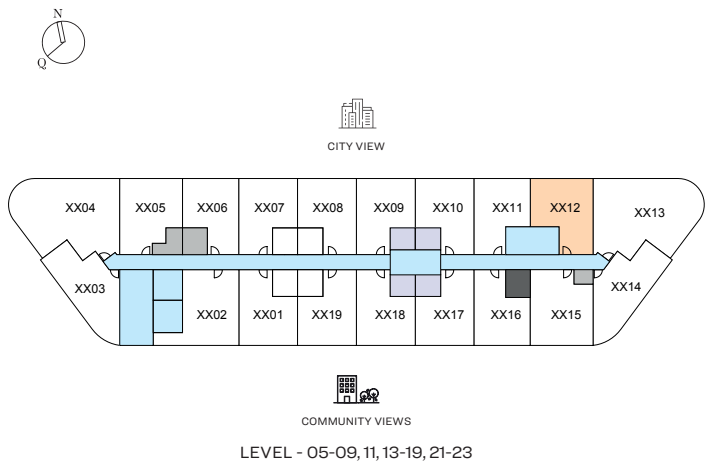 N
Q
CITY VIEW
XX04 XX05 XX06 XX07 XX08 XX09 XX10 XX11 XX12 XX13
XX03 XX02 XX01 XX19 XX18 XX17 XX16 XX15 XX14
COMMUNITY VIEWS
LEVEL - 05-09, 11, 13-19, 21-23